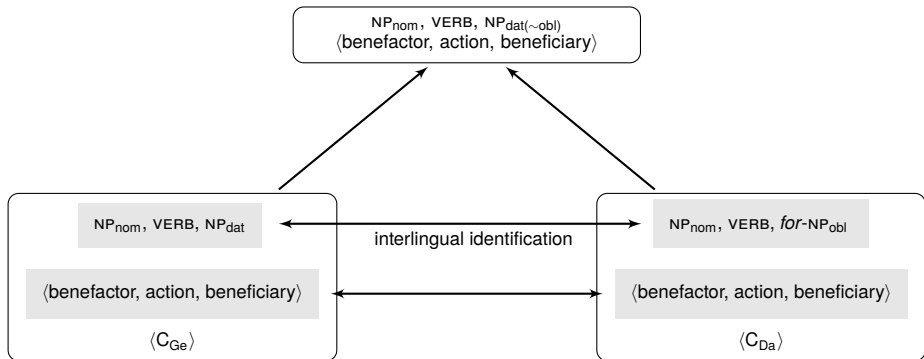 NPnom, VERB, NPdat(∼obl)
⟨benefactor, action, beneficiary⟩
NPnom, VERB, NPdat
NPnom, VERB, for-NPobl
interlingual identification
⟨benefactor, action, beneficiary⟩
⟨benefactor, action, beneficiary⟩
⟨CGe⟩
⟨CDa⟩